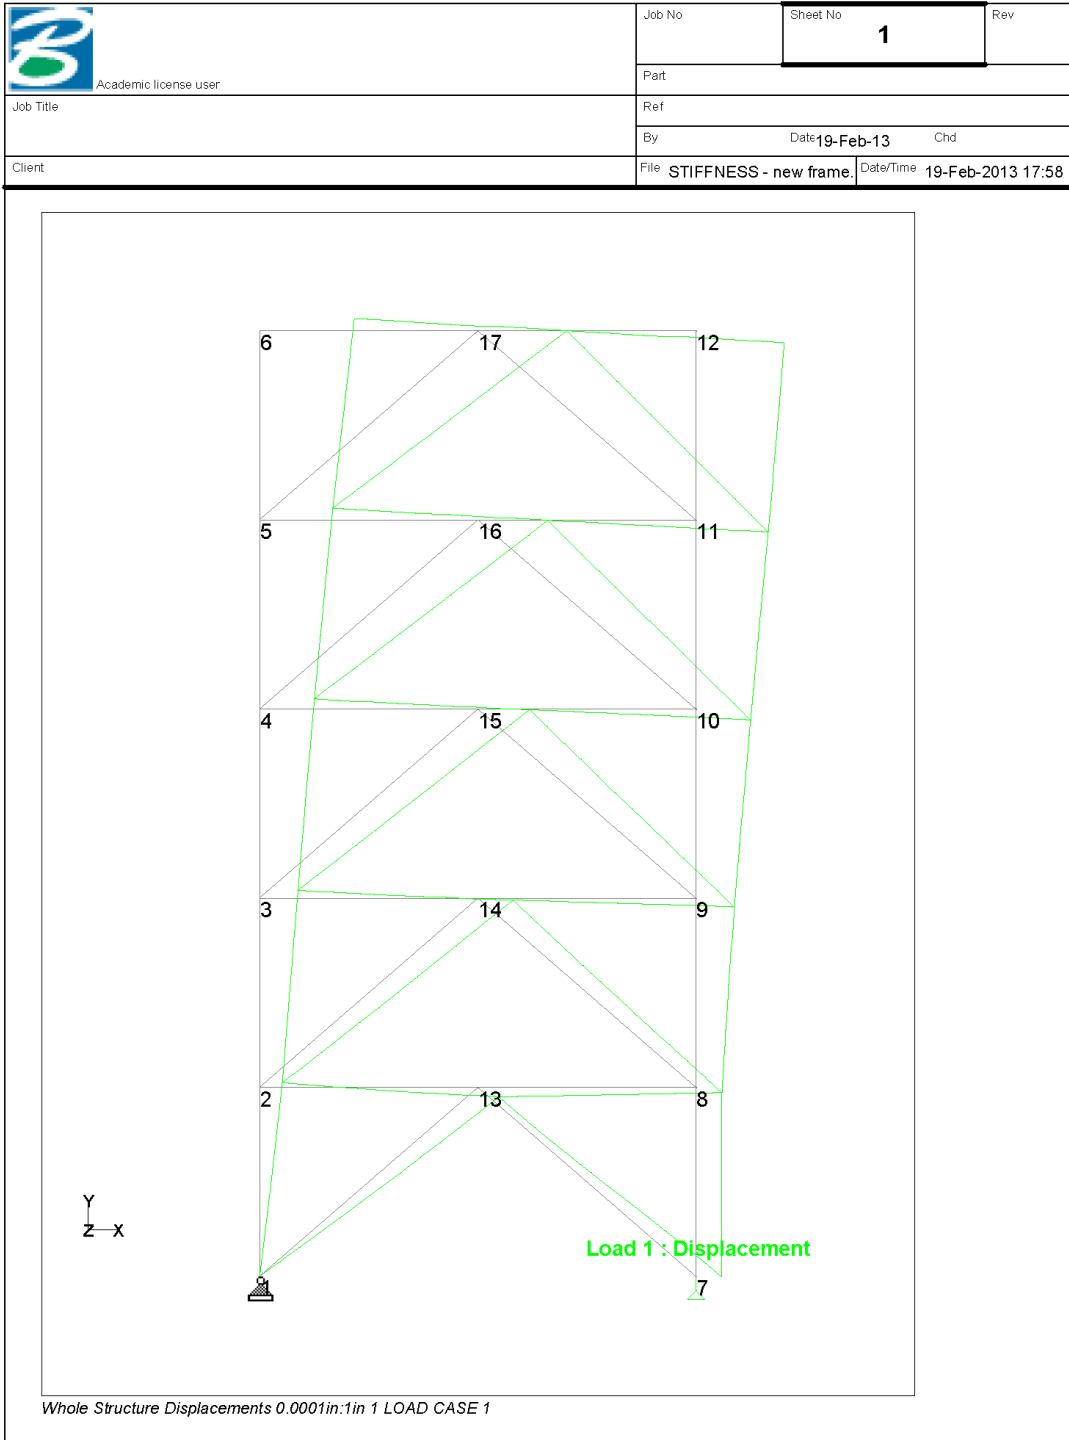 Job No
Sheet No
1
Rev
B
Academic license user
Part
Job Title
Ref
By
Date 19-Feb-13
Chd
Client
File STIFFNESS - new frame.
Date/Time 19-Feb-2013 17:58
6 17 12
5 16 11
4 15 10
3 14 9
2 13 8
Y
Z X
Load 1 : Displacement
1 7
Whole Structure Displacements 0.0001in:1in 1 LOAD CASE 1